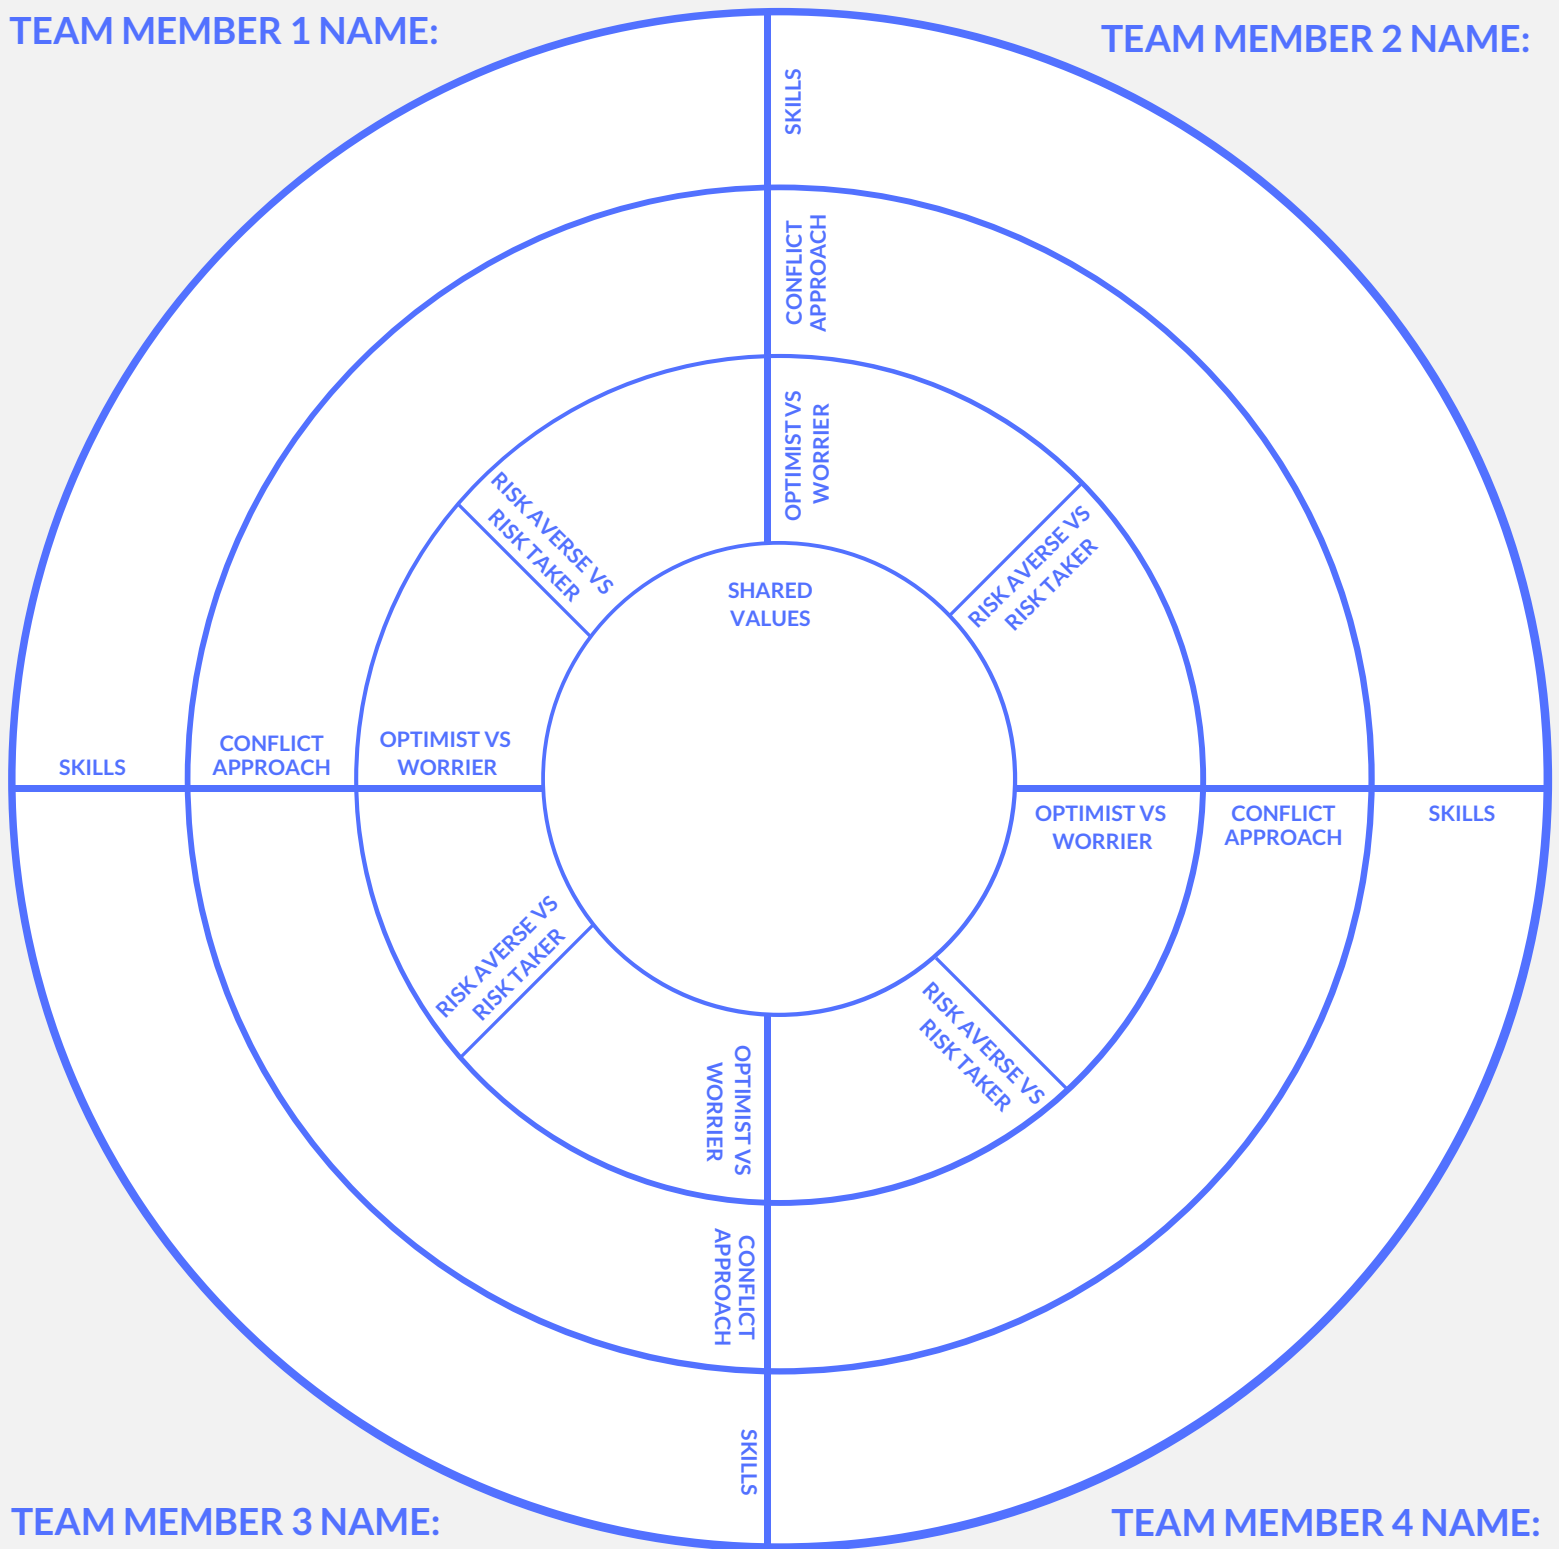 TEAM MEMBER 1 NAME:
TEAM MEMBER 2 NAME:
SKILLS
CONFLICT
APPROACH
OPTIMIST VS
WORRIER
RISK AVERSE VS
RISK TAKER
RISK AVERSE VS
RISK TAKER
SHARED
VALUES
SKILLS
CONFLICT
APPROACH
OPTIMIST VS
WORRIER
OPTIMIST VS
WORRIER
CONFLICT
APPROACH
SKILLS
RISK AVERSE VS
RISK TAKER
RISK AVERSE VS
RISK TAKER
OPTIMIST VS
WORRIER
CONFLICT
APPROACH
SKILLS
TEAM MEMBER 3 NAME:
TEAM MEMBER 4 NAME: